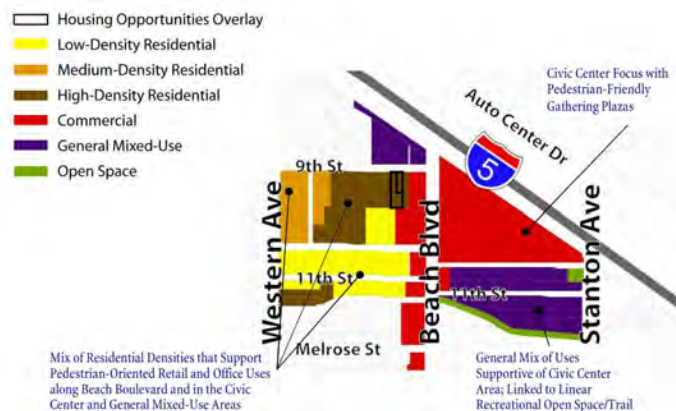 Housing Opportunities Overlay
Low-Density Residential
Medium-Density Residential
High-Density Residential
Commercial
General Mixed-Use
Open Space
Civic Center Focus with
Pedestrian-Friendly
Gathering Plazas
Auto Center Dr
5
9th St
Western Ave
Beach Blvd
Stanton Ave
11th St
11th St
Melrose St
Mix of Residential Densities that Support
Pedestrian-Oriented Retail and Office Uses
along Beach Boulevard and in the Civic
Center and General Mixed-Use Areas
General Mix of Uses
Supportive of Civic Center
Area; Linked to Linear
Recreational Open Space/Trail